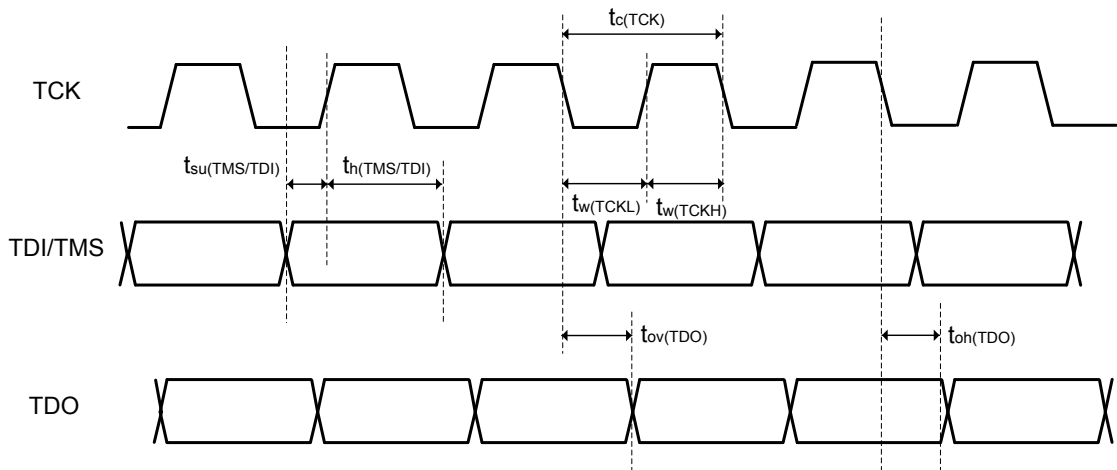 tc(TCK)
TCK
tsu(TMS/TDI)
th(TMS/TDI)
tw(TCKL)
tw(TCKH)
TDI/TMS
tov(TDO)
toh(TDO)
TDO